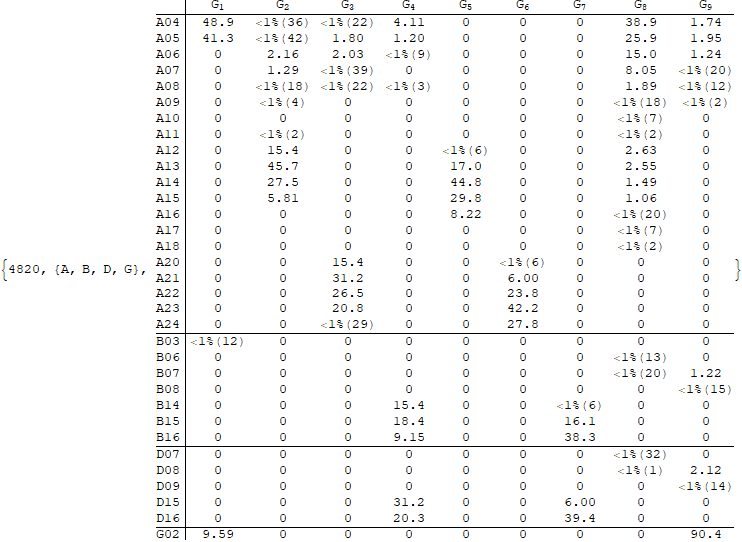 G1 G2 G3 G4 G5 G6 G7 G8 G9
A04 48.9 <1%(36) <1%(22) 4.11 0 0 0 38.9 1.74
A05 41.3 <1%(42) 1.80 1.20 0 0 0 25.9 1.95
A06 0 2.16 2.03 <1%(9) 0 0 0 15.0 1.24
A07 0 1.29 <1%(39) 0 0 0 0 8.05 <1%(20)
A08 0 <1%(18) <1%(22) <1%(3) 0 0 0 1.89 <1%(12)
A09 0 <1%(4) 0 0 0 0 0 <1%(18) <1%(2)
A10 0 0 0 0 0 0 0 <1%(7) 0
A11 0 <1%(2) 0 0 0 0 0 <1%(2) 0
A12 0 15.4 0 0 <1%(6) 0 0 2.63 0
A13 0 45.7 0 0 17.0 0 0 2.55 0
A14 0 27.5 0 0 44.8 0 0 1.49 0
A15 0 5.81 0 0 29.8 0 0 1.06 0
A16 0 0 0 0 8.22 0 0 <1%(20) 0
A17 0 0 0 0 0 0 0 <1%(7) 0
A18 0 0 0 0 0 0 0 <1%(2) 0
{4820, {A, B, D, G}, A20 0 0 15.4 0 0 <1%(6) 0 0 0 }
A21 0 0 31.2 0 0 6.00 0 0 0
A22 0 0 26.5 0 0 23.8 0 0 0
A23 0 0 20.8 0 0 42.2 0 0 0
A24 0 0 <1%(29) 0 0 27.8 0 0 0
B03 <1%(12) 0 0 0 0 0 0 0 0
B06 0 0 0 0 0 0 0 <1%(13) 0
B07 0 0 0 0 0 0 0 <1%(20) 1.22
B08 0 0 0 0 0 0 0 0 <1%(15)
B14 0 0 0 15.4 0 0 <1%(6) 0 0
B15 0 0 0 18.4 0 0 16.1 0 0
B16 0 0 0 9.15 0 0 38.3 0 0
D07 0 0 0 0 0 0 0 <1%(32) 0
D08 0 0 0 0 0 0 0 <1%(1) 2.12
D09 0 0 0 0 0 0 0 0 <1%(14)
D15 0 0 0 31.2 0 0 6.00 0 0
D16 0 0 0 20.3 0 0 39.4 0 0
G02 9.59 0 0 0 0 0 0 0 90.4